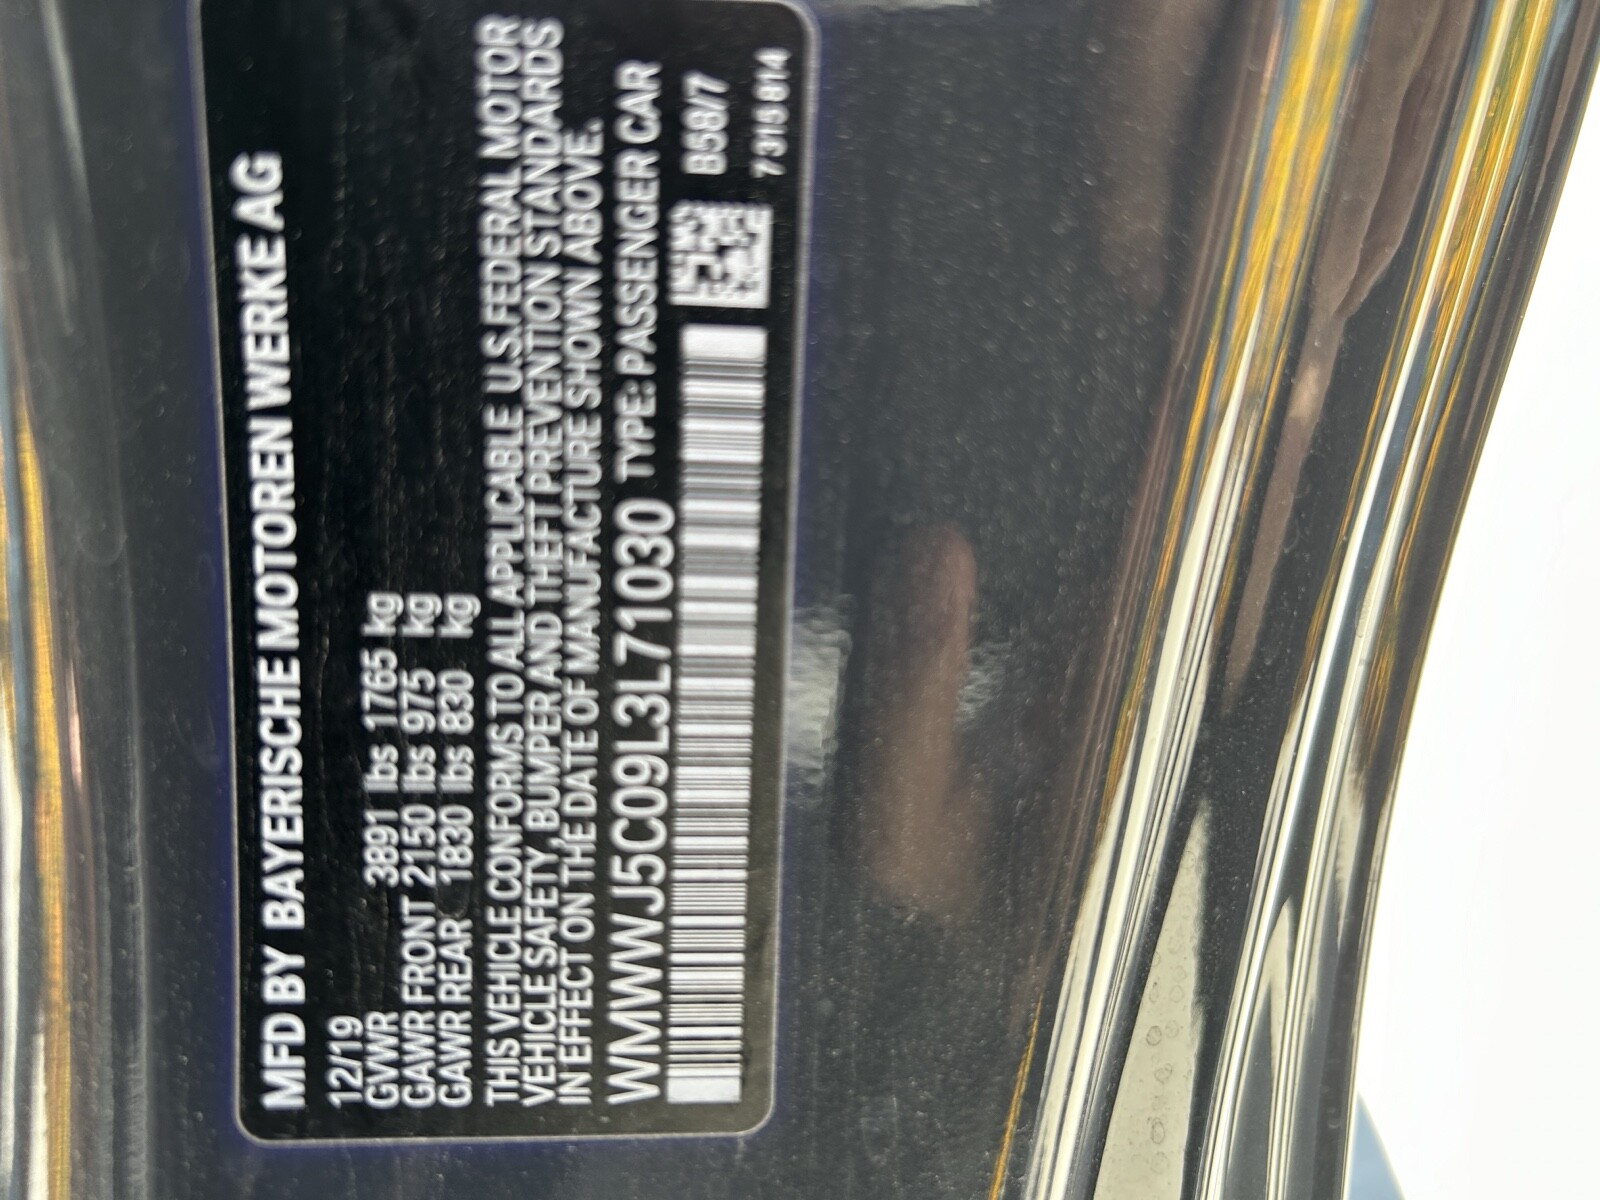 MFD BY BAYERISCHE MOTOREN WERKE AG
12/19
GVWR 3891 lbs 1765 kg
GAWR FRONT 2150 lbs 975 kg
GAWR REAR 1830 lbs 830 kg
THIS VEHICLE CONFORMS TO ALL APPLICABLE U.S.FEDERAL MOTOR
VEHICLE SAFETY, BUMPER AND THEFT PREVENTION STANDARDS
IN EFFECT ON THE DATE OF MANUFACTURE SHOWN ABOVE.
WMWWJ5C09L3L71030 TYPE: PASSENGER CAR
B58/7
7315814